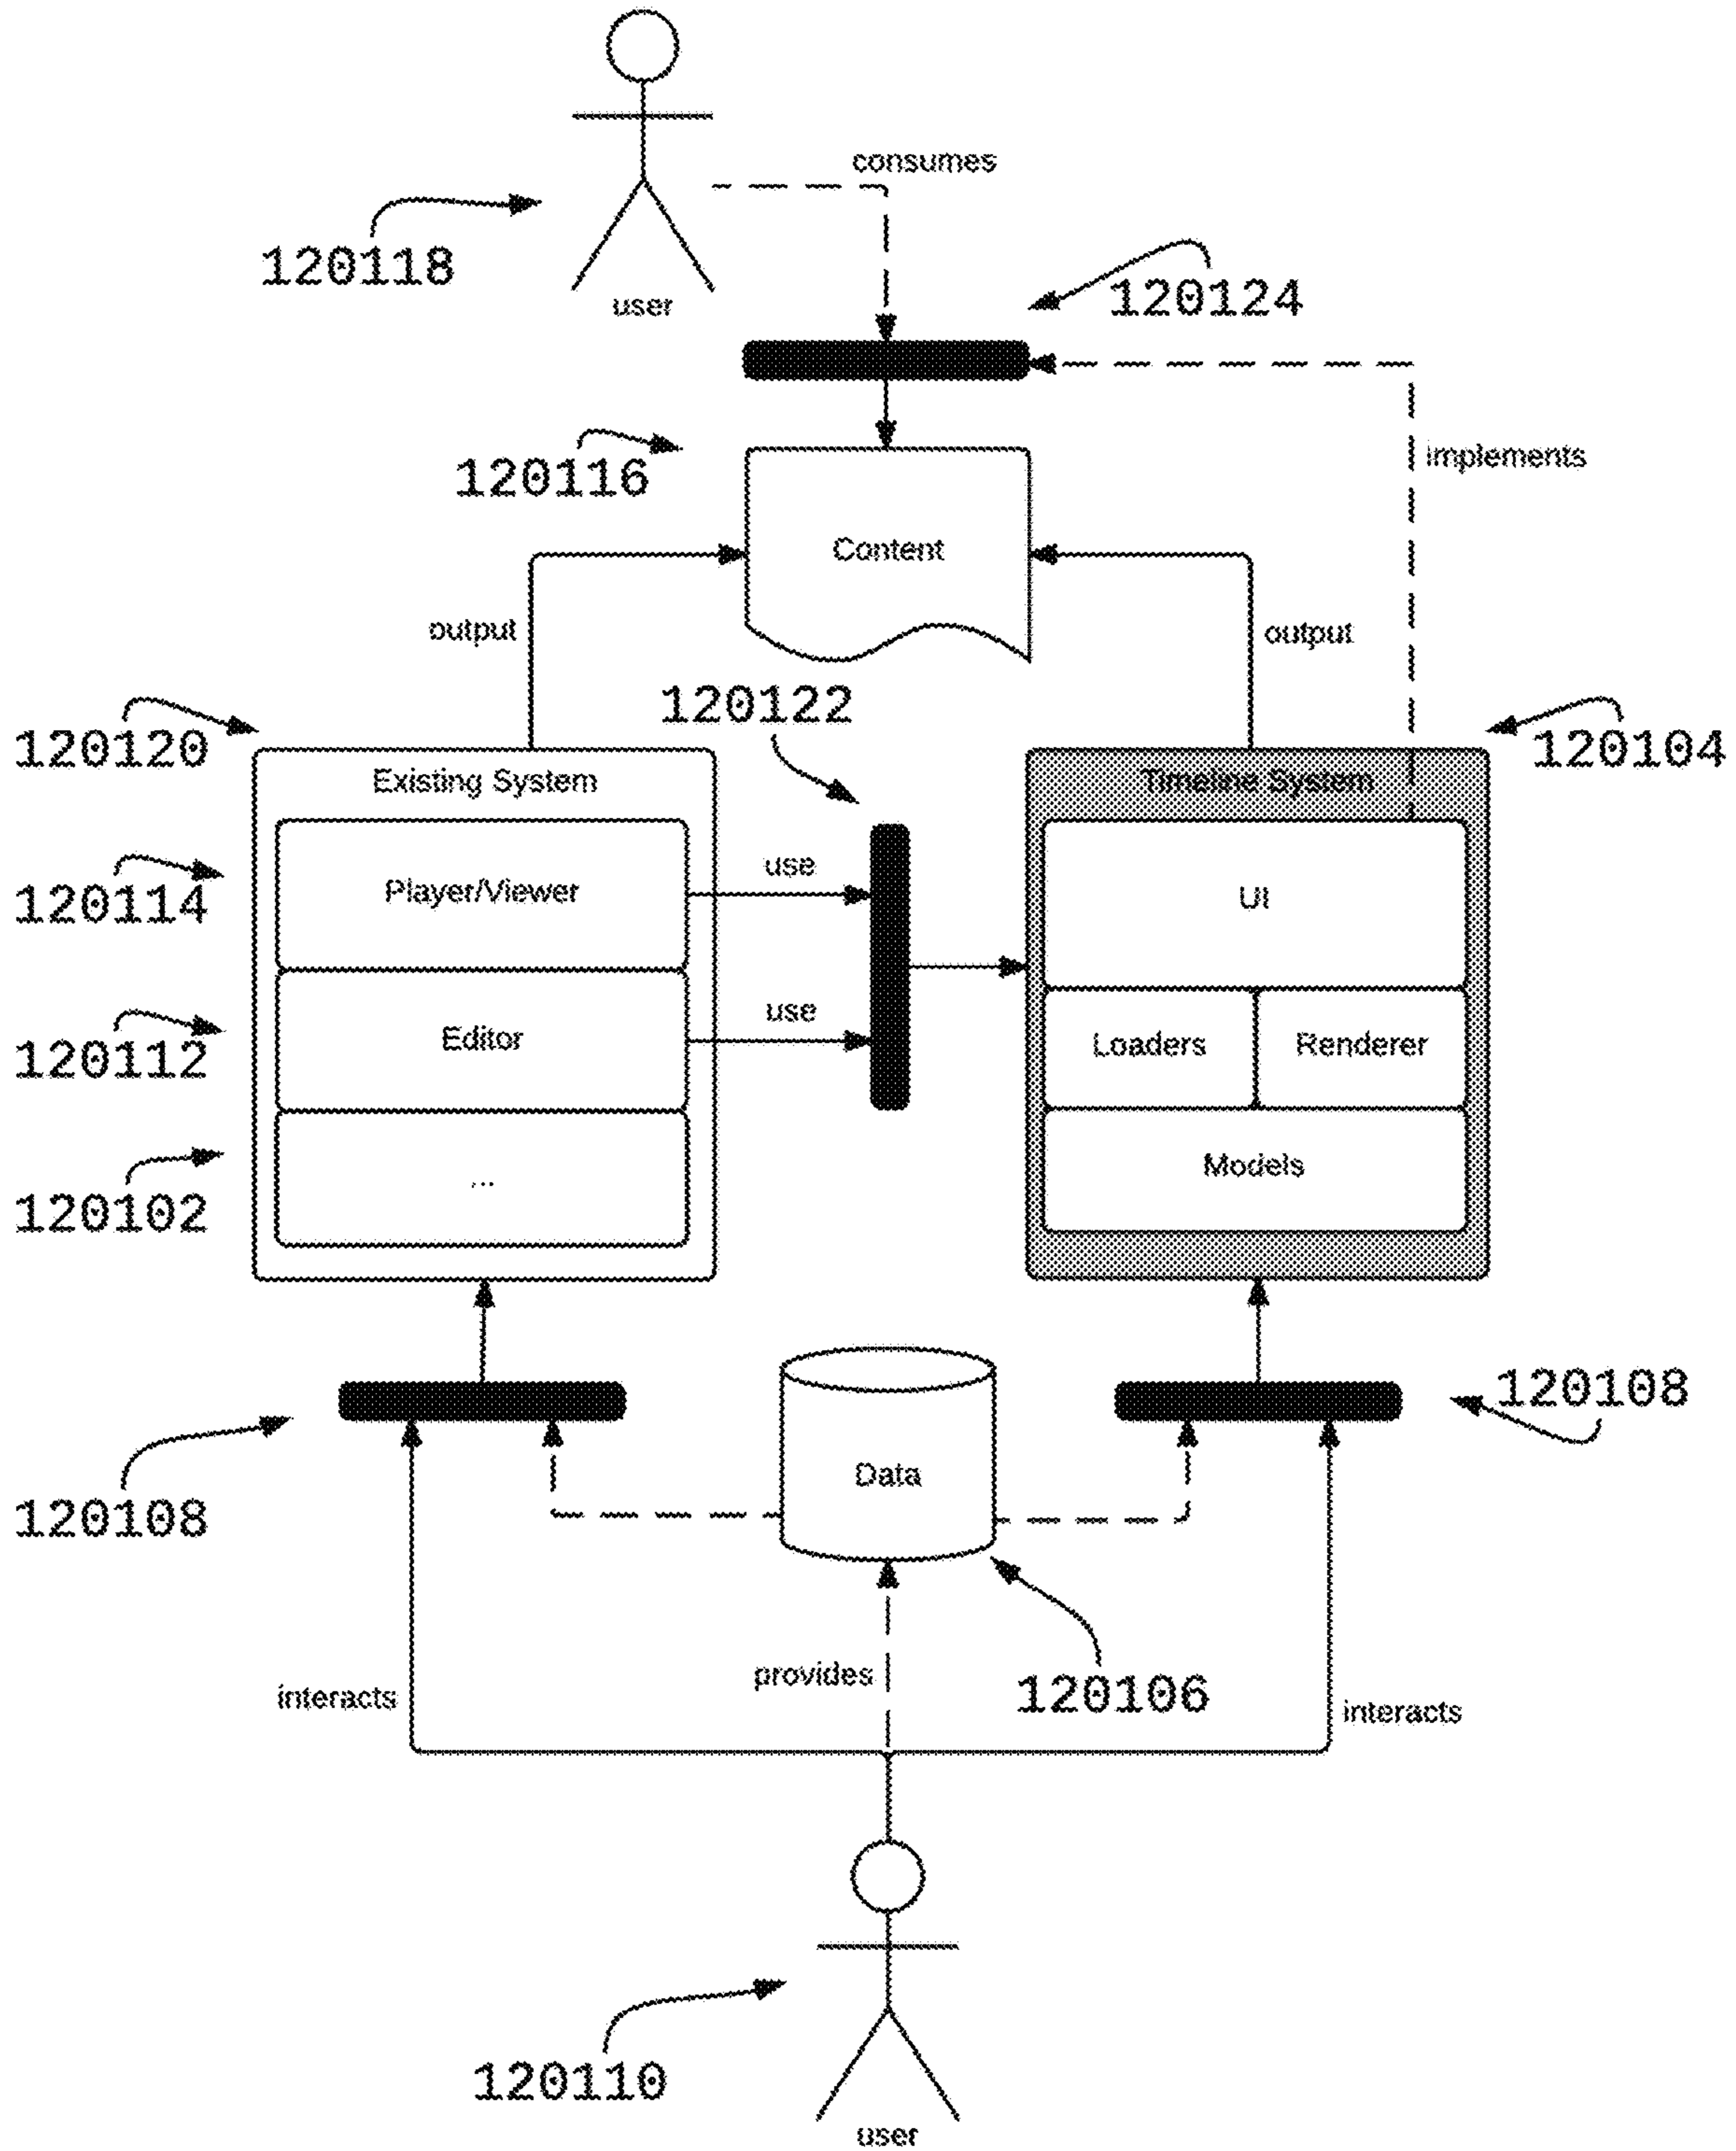 consumes
120118
user
120124
120116
implements
Content
output
output
120122
120120
120104
Existing System
Timeline System
120114
Player/Viewer
use
UI
120112
Editor
use
Loaders
Renderer
120102
...
Models
120108
120108
Data
interacts
provides
120106
interacts
120110
user